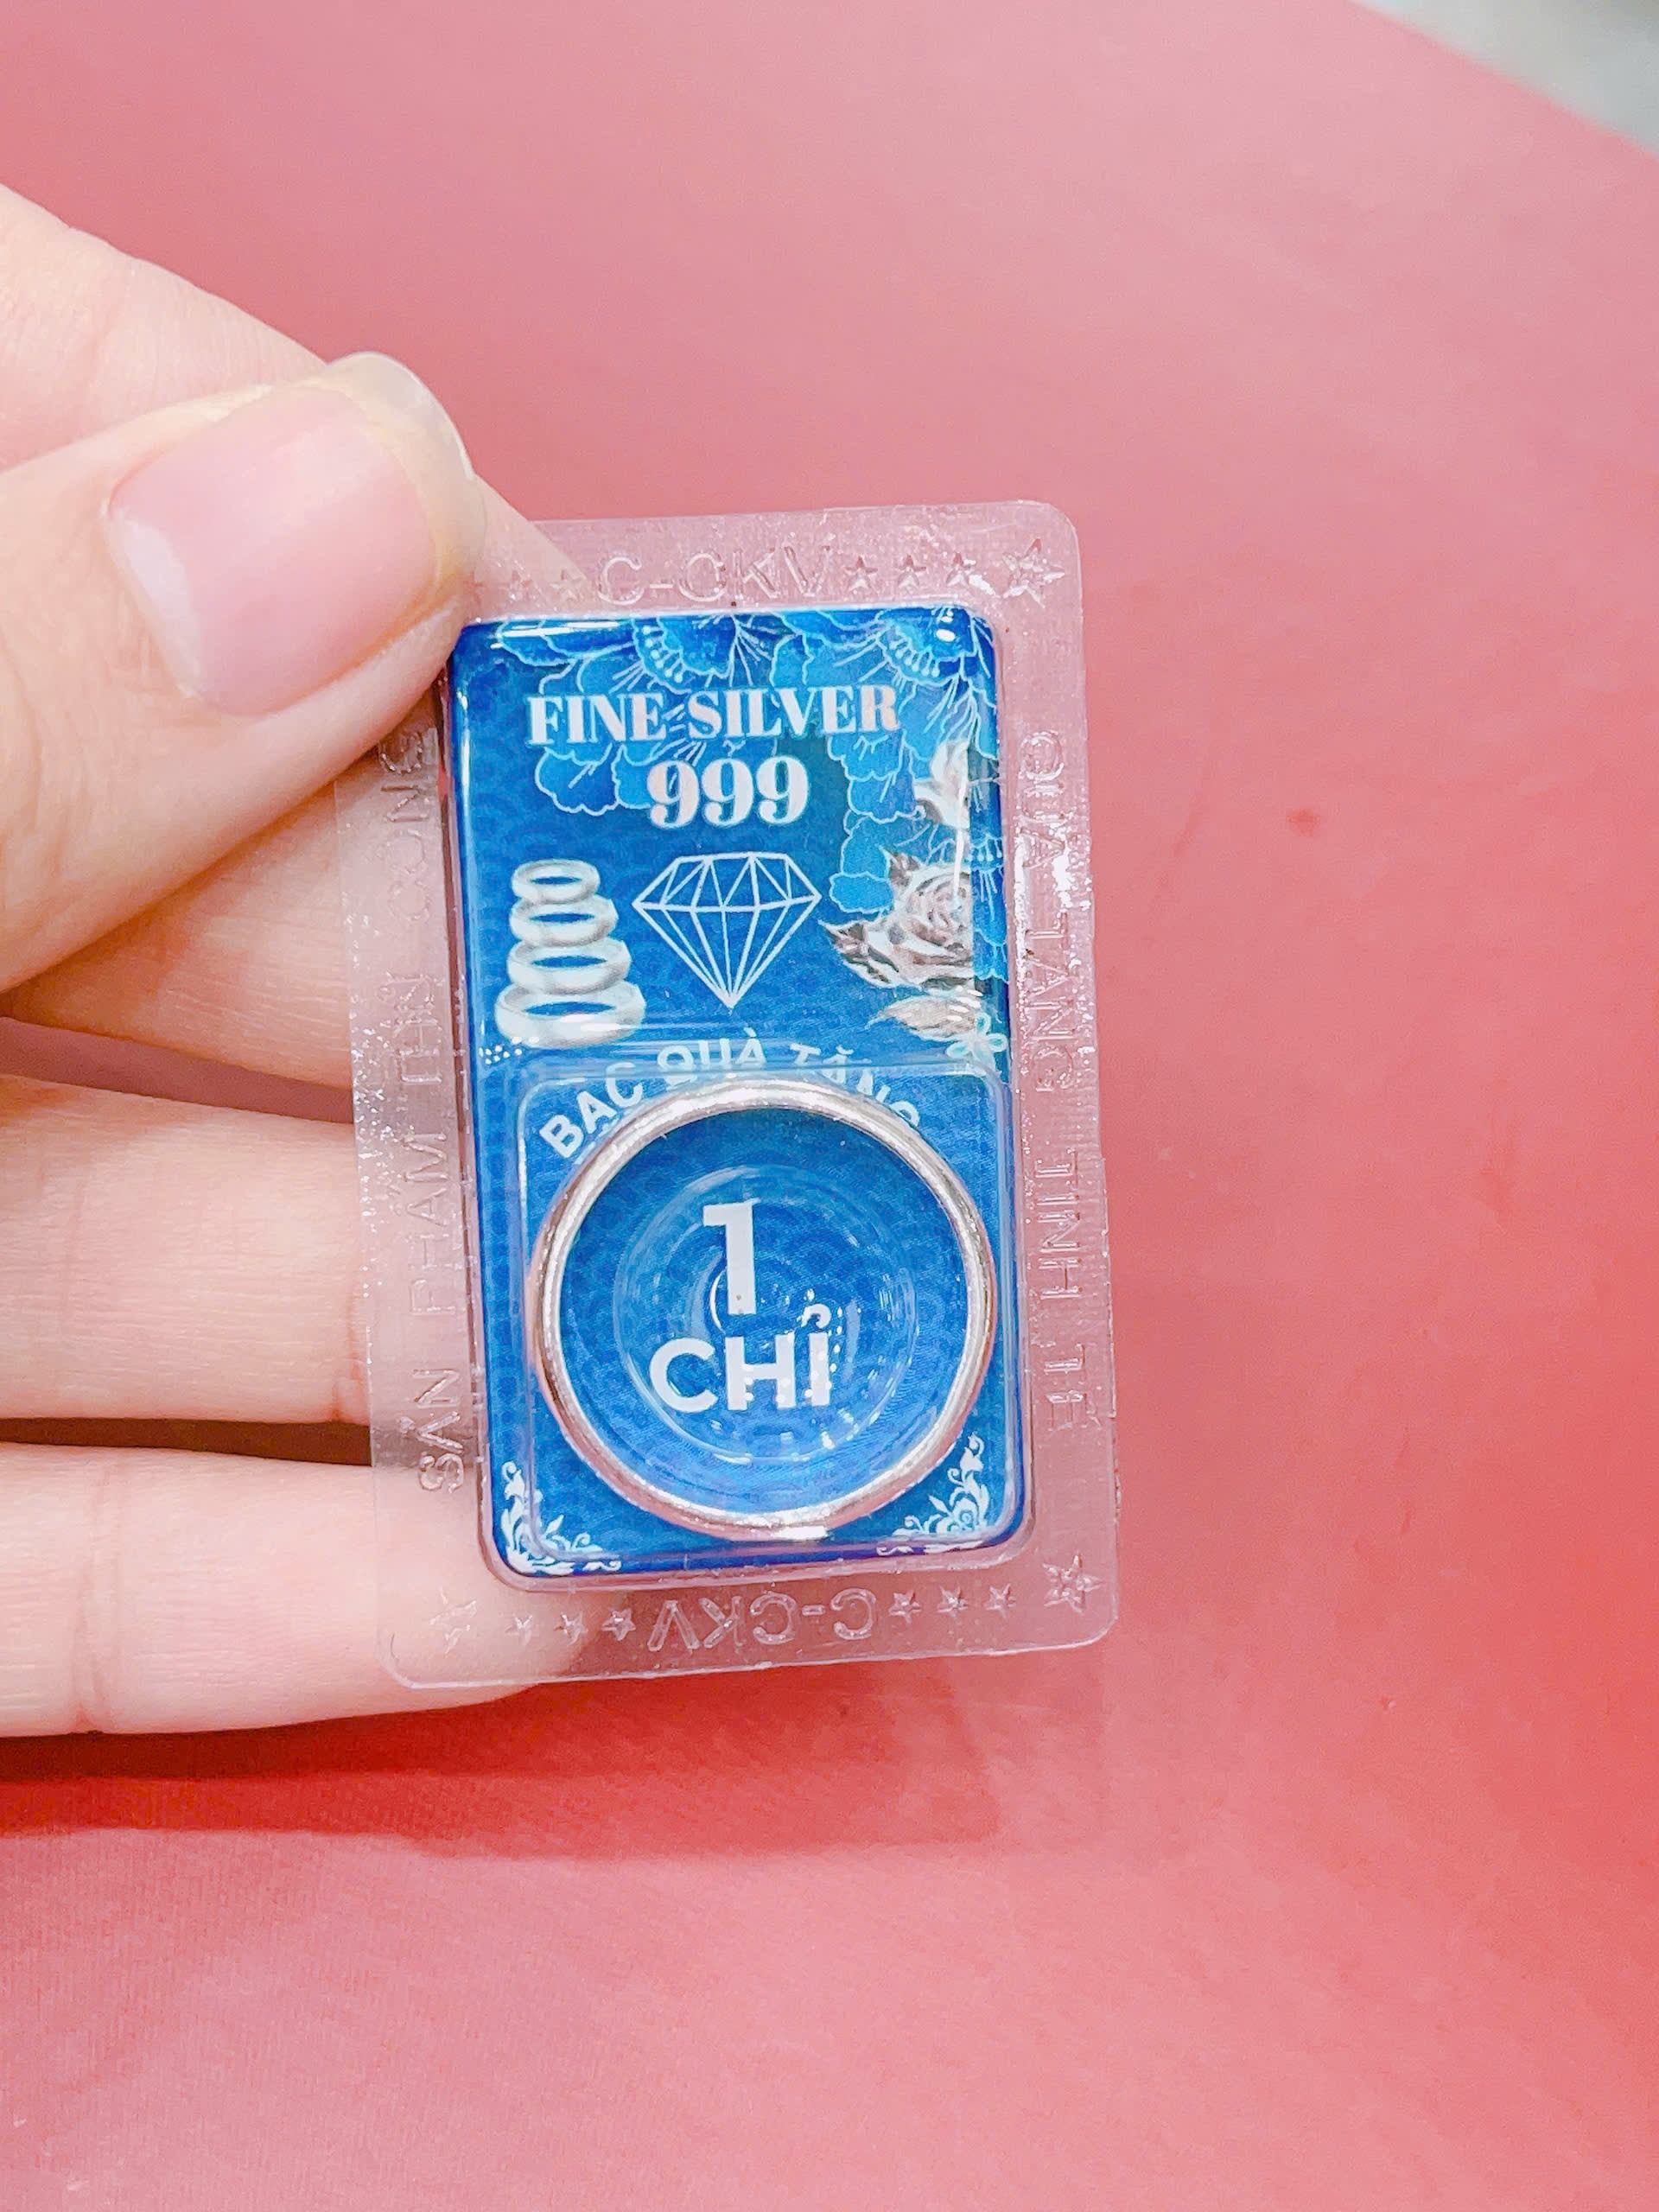 C-CKV
FINE SILVER
999
BẠC QUÀ TẶNG
1
CHỈ
SẢN PHẨM THỦ CÔNG
QUÀ TẶNG TINH TẾ
C-CKV